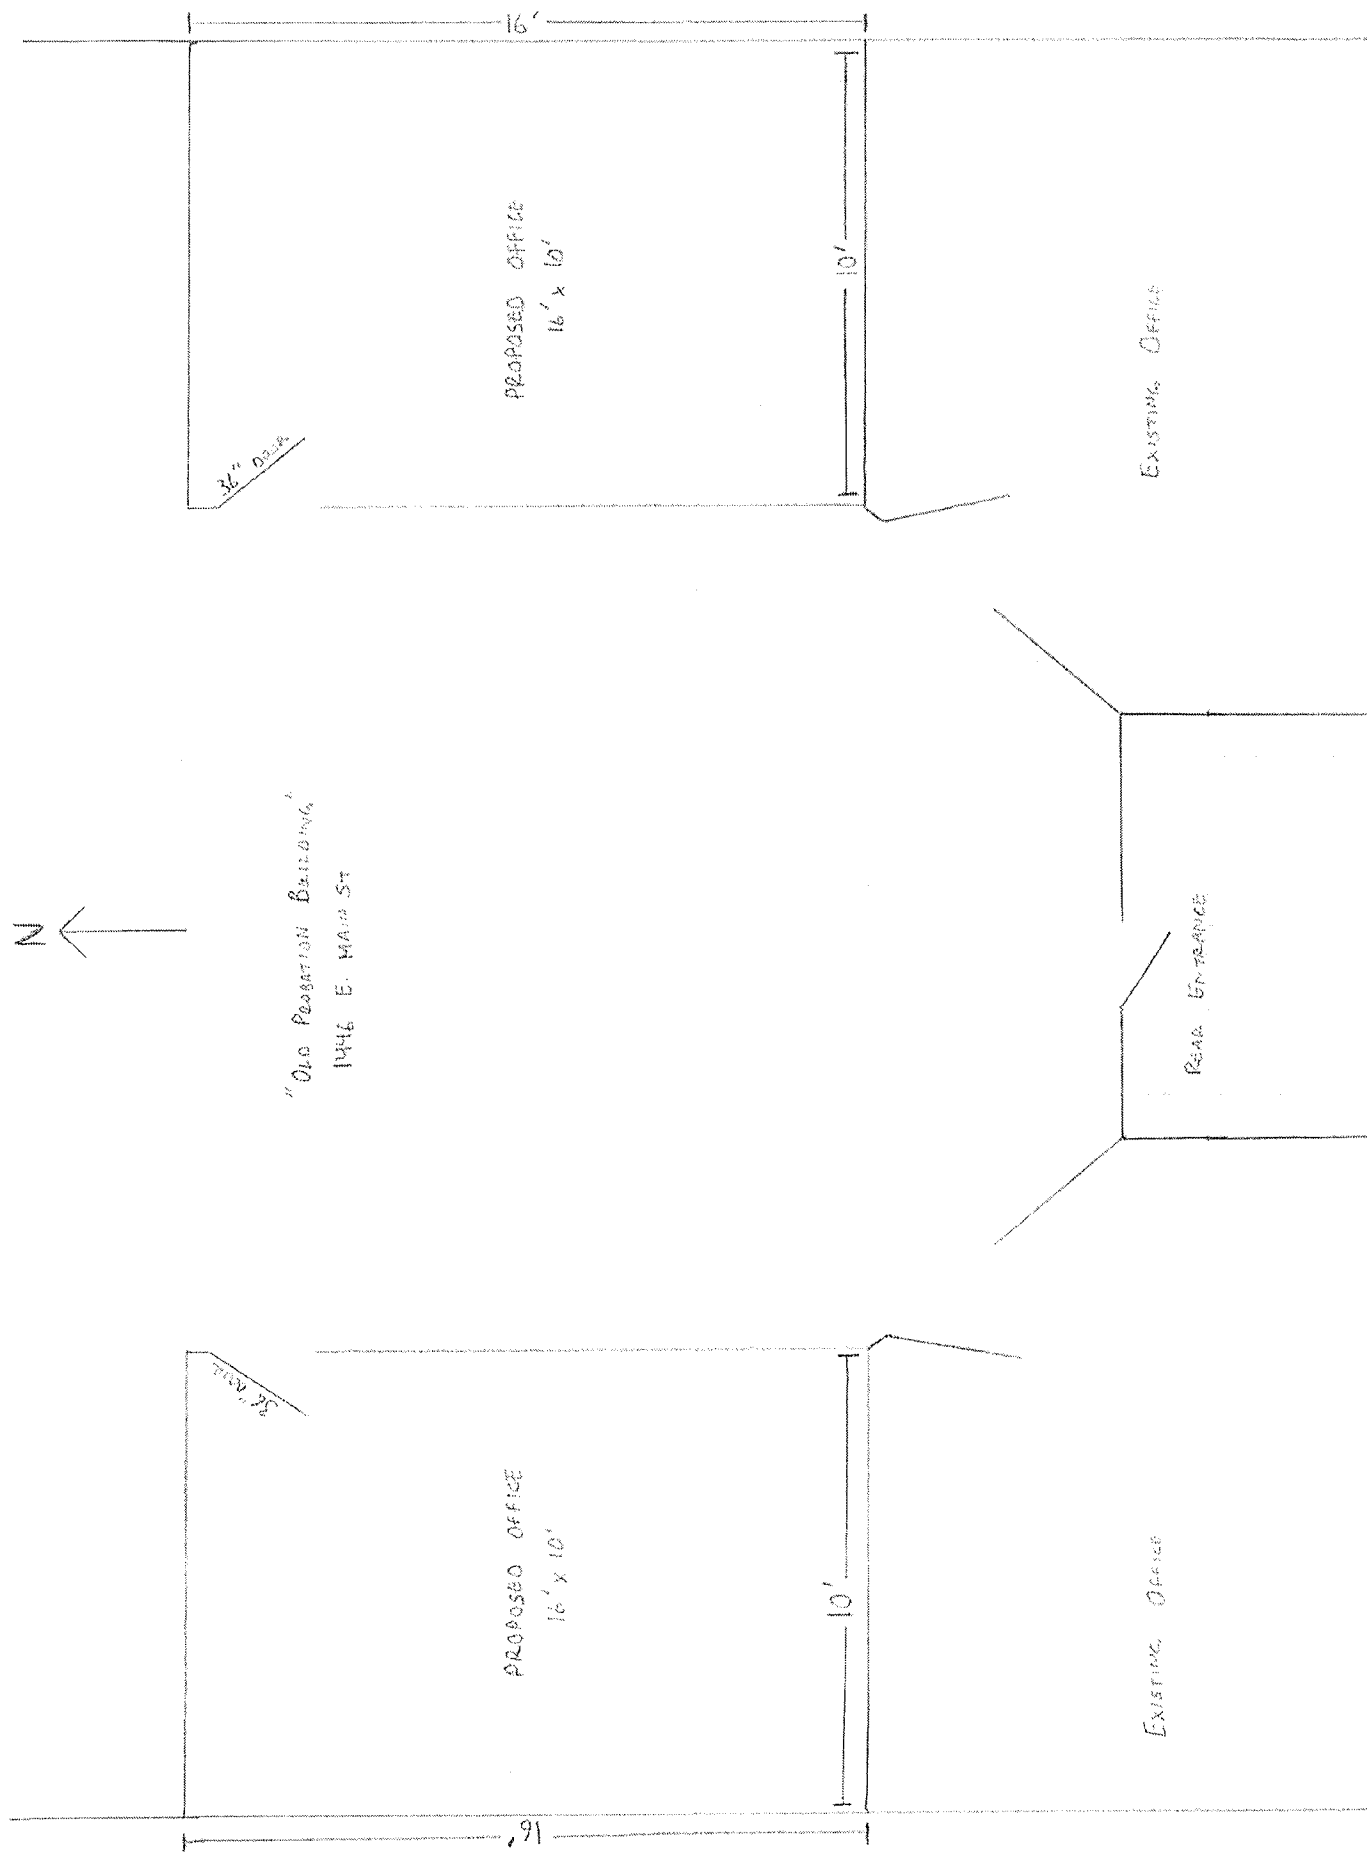 N
36" DOOR
36" DOOR
"OLD PROBATION BUILDING"
1446 E. MAIN ST
16'
PROPOSED OFFICE
16' x 10'
PROPOSED OFFICE
16' x 10'
16'
10'
10'
EXISTING OFFICE
REAR ENTRANCE
EXISTING OFFICE